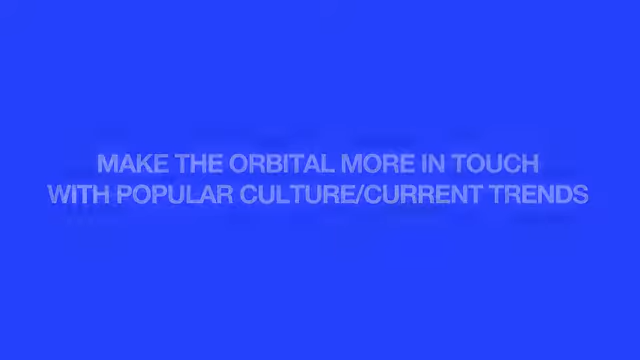 MAKE THE ORBITAL MORE IN TOUCH
WITH POPULAR CULTURE/CURRENT TRENDS